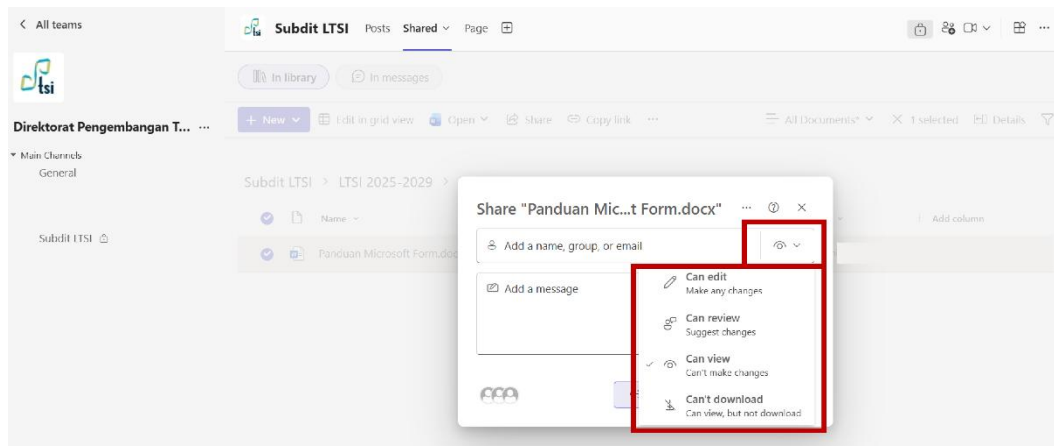 All teams
Subdit LTSI Posts Shared Page
tsi
In library In messages
Direktorat Pengembangan T... ...
+ New Edit in grid view Open Share Copy link ... All Documents* 1 selected Details
Main Channels
General
Subdit LTSI > LTSI 2025-2029 >
Name
Add column
Subdit LTSI
Panduan Microsoft Form.doc
Share "Panduan Mic...t Form.docx" ...
Add a name, group, or email
Add a message
Can edit
Make any changes
Can review
Suggest changes
Can view
Can't make changes
Can't download
Can view, but not download